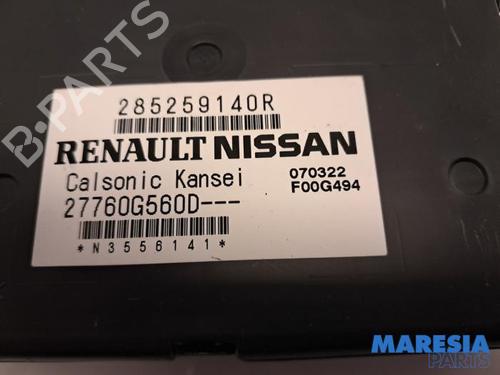 285259140R
RENAULT NISSAN
Calsonic Kansei 070322
27760G560D--- F00G494
*N3556141*
B-PARTS
MARESIA
PARTS